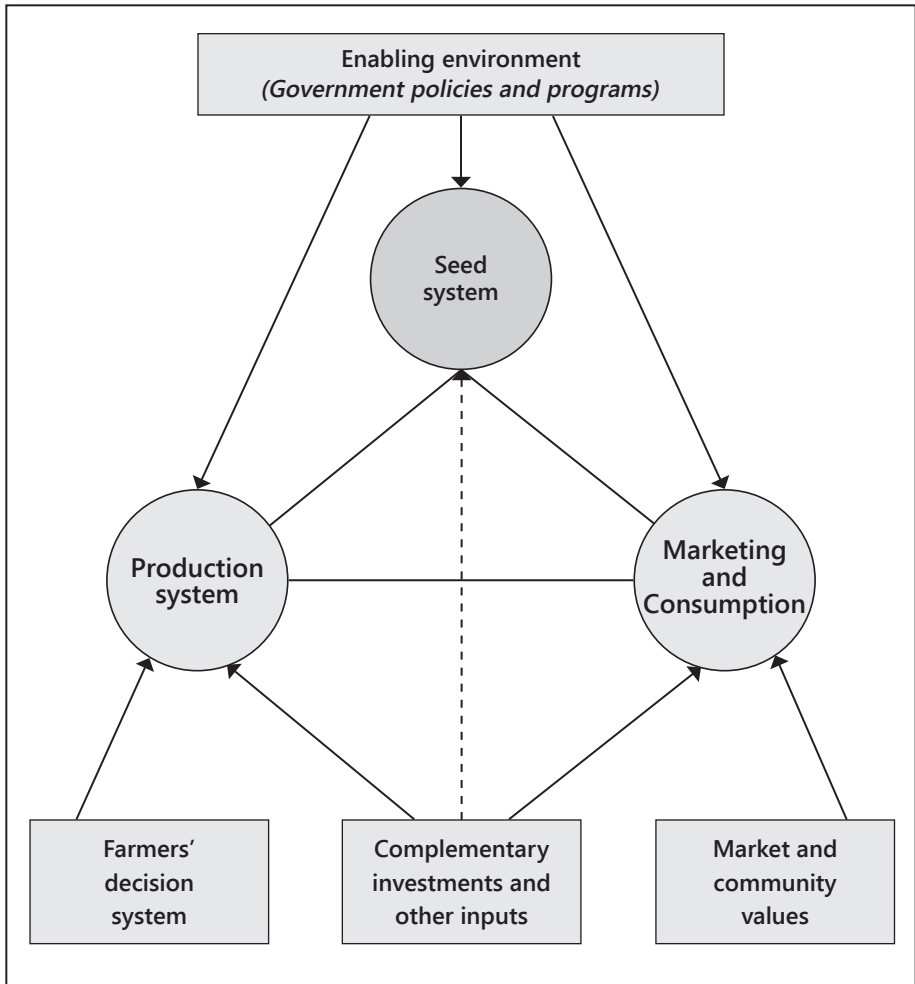 Enabling environment
(Government policies and programs)
Seed
system
Production
system
Marketing
and
Consumption
Farmers’
decision
system
Complementary
investments and
other inputs
Market and
community
values